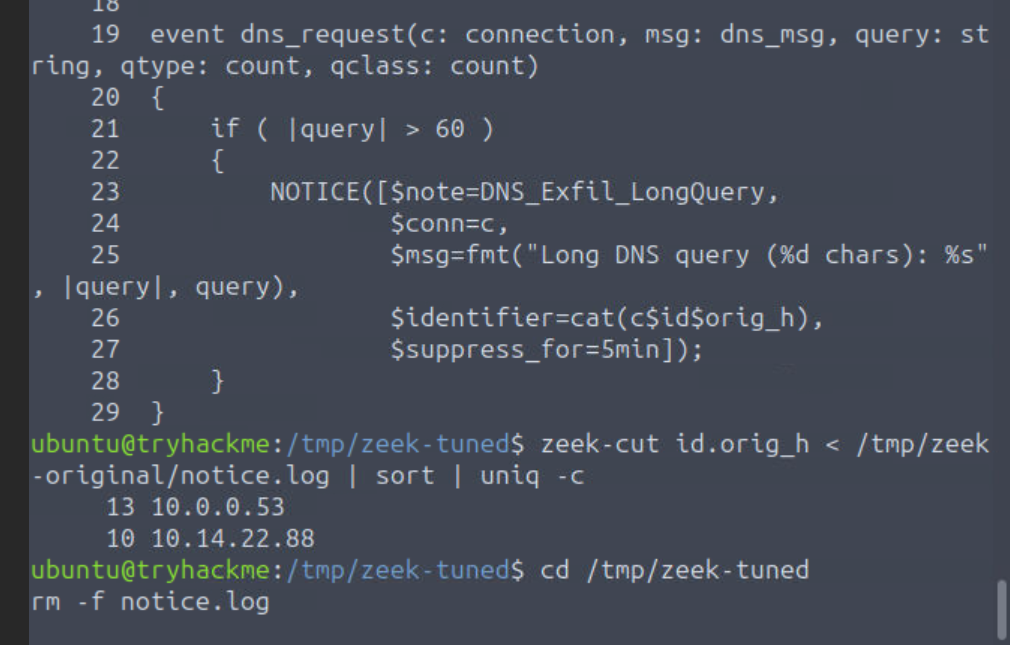 18
19 event dns_request(c: connection, msg: dns_msg, query: st
ring, qtype: count, qclass: count)
20 {
21 if ( |query| > 60 )
22 {
23 NOTICE([$note=DNS_Exfil_LongQuery,
24 $conn=c,
25 $msg=fmt("Long DNS query (%d chars): %s"
, |query|, query),
26 $identifier=cat(c$id$orig_h),
27 $suppress_for=5min]);
28 }
29 }
ubuntu@tryhackme:/tmp/zeek-tuned$ zeek-cut id.orig_h < /tmp/zeek
-original/notice.log | sort | uniq -c
13 10.0.0.53
10 10.14.22.88
ubuntu@tryhackme:/tmp/zeek-tuned$ cd /tmp/zeek-tuned
rm -f notice.log